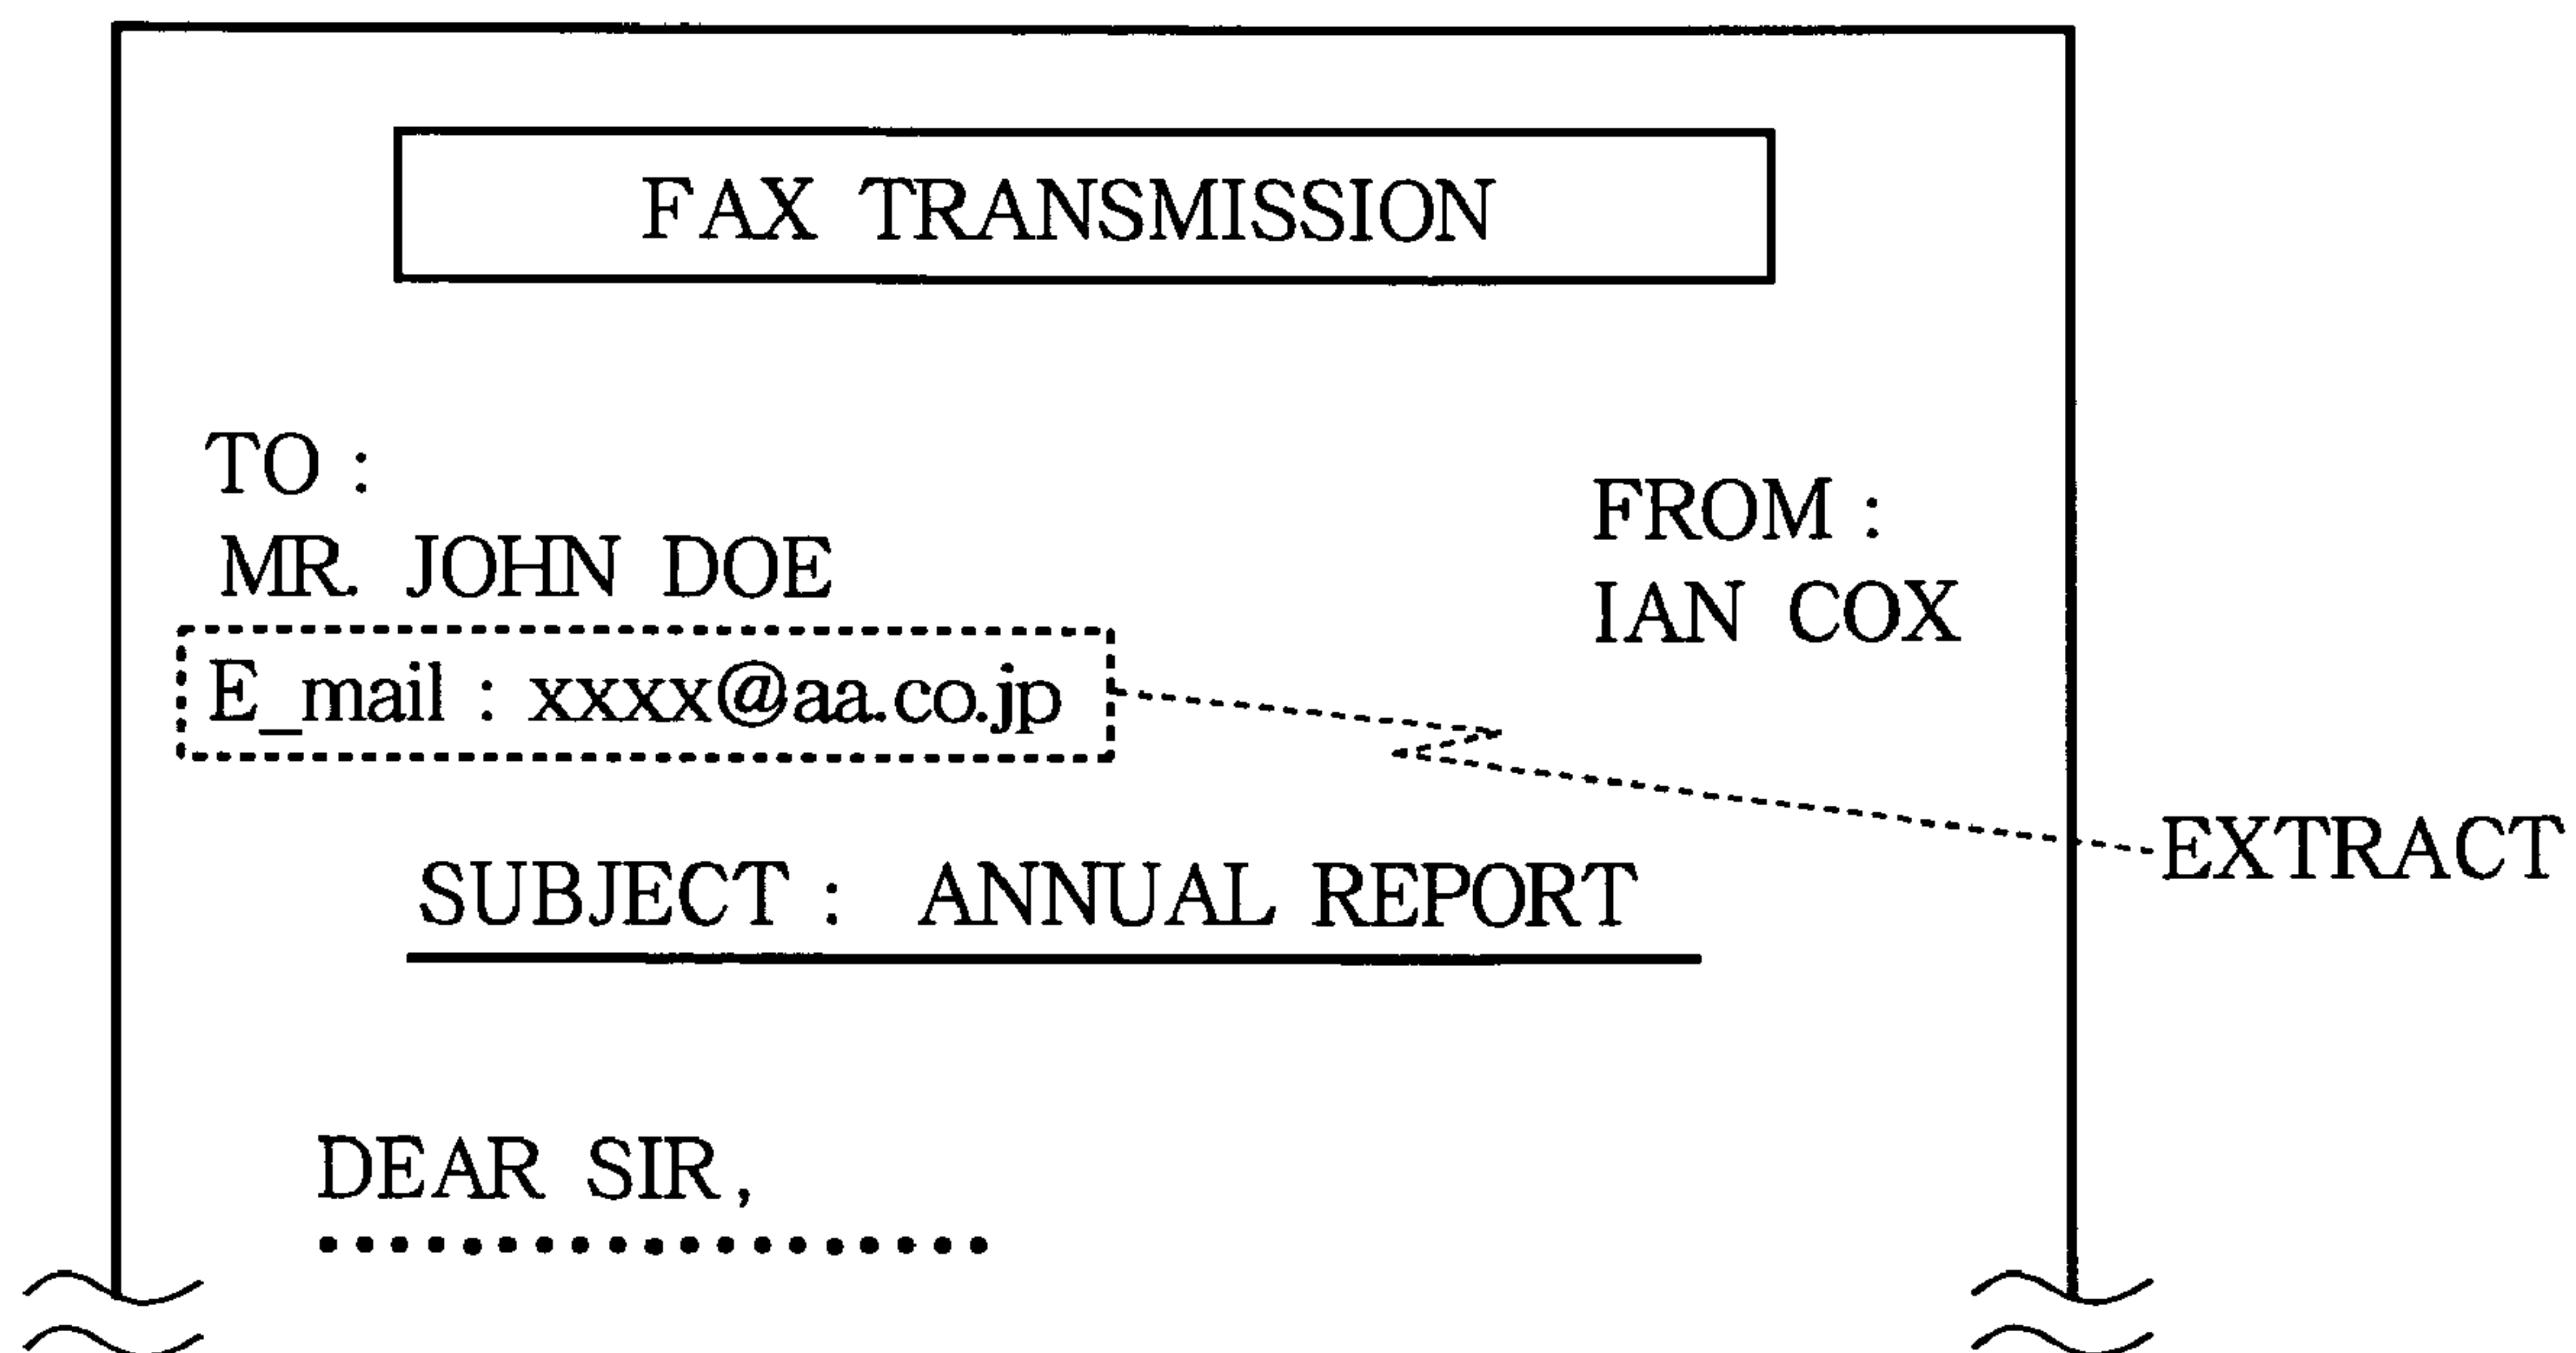 FAX TRANSMISSION
TO :
MR. JOHN DOE
E_mail : xxxx@aa.co.jp
FROM :
IAN COX
EXTRACT
SUBJECT : ANNUAL REPORT
DEAR SIR,